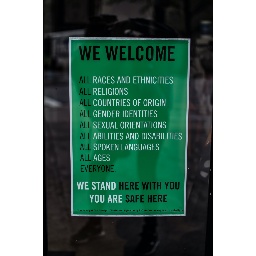 WE WELCOME
ALL RACES AND ETHNICITIES
ALL RELIGIONS
ALL COUNTRIES OF ORIGIN
ALL GENDER IDENTITIES
ALL SEXUAL ORIENTATIONS
ALL ABILITIES AND DISABILITIES
ALL SPOKEN LANGUAGES
ALL AGES
EVERYONE.
WE STAND HERE WITH YOU
YOU ARE SAFE HERE